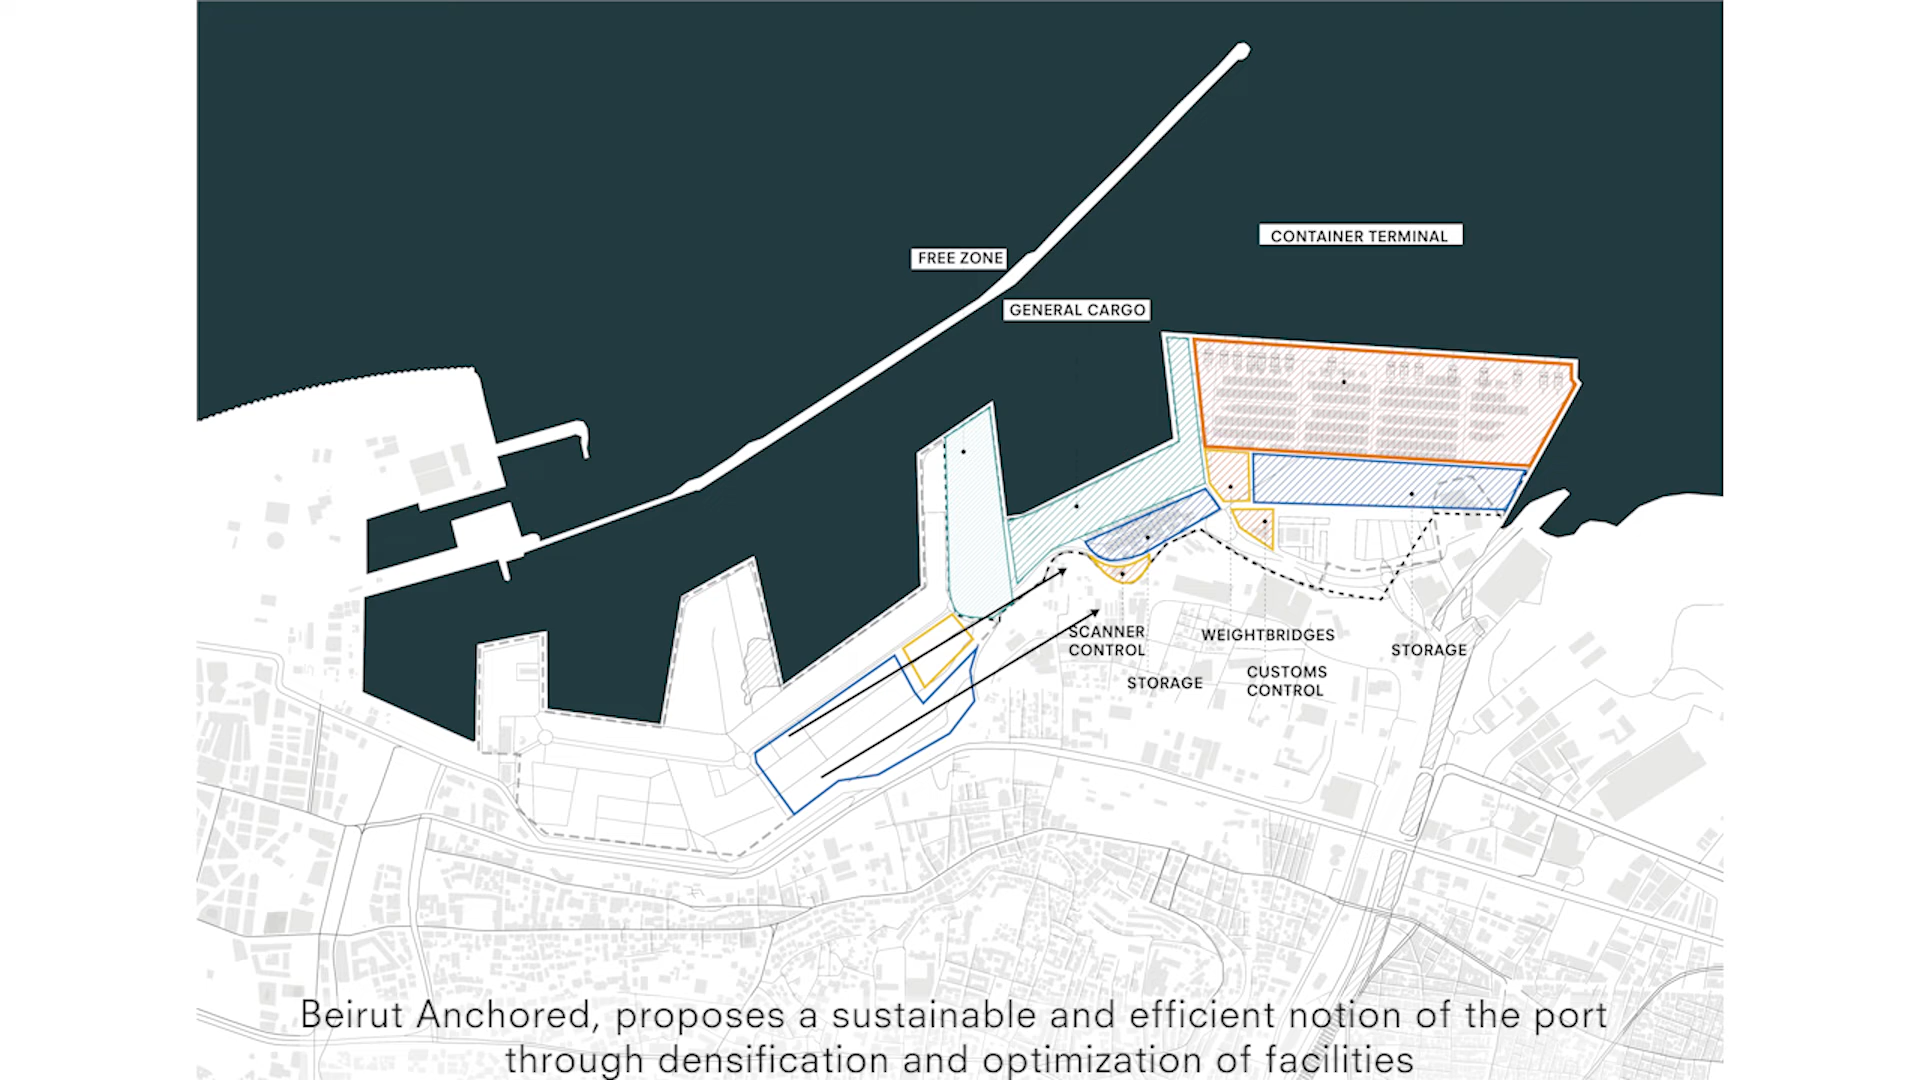 CONTAINER TERMINAL
FREE ZONE
GENERAL CARGO
SCANNER
CONTROL
WEIGHTBRIDGES
STORAGE
CUSTOMS
CONTROL
STORAGE
Beirut Anchored, proposes a sustainable and efficient notion of the port
through densification and optimization of facilities